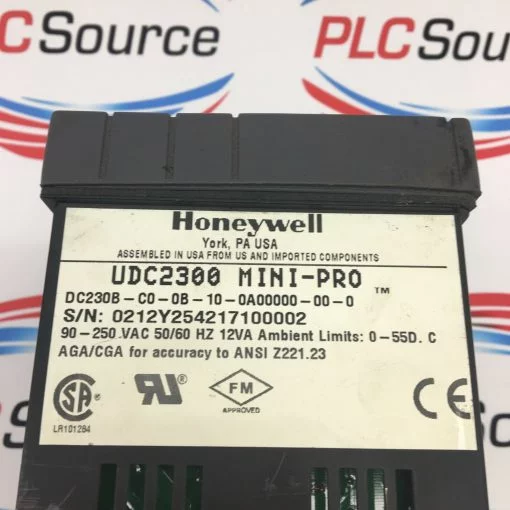 PLC Source
PLC Source
Honeywell
York, PA USA
ASSEMBLED IN USA FROM US AND IMPORTED COMPONENTS
UDC2300 MINI-PRO ™
DC230B-C0-0B-10-0A00000-00-0
S/N: 0212Y254217100002
90-250 VAC 50/60 HZ 12VA Ambient Limits: 0-55D. C
AGA/CGA for accuracy to ANSI Z221.23
SA
RU
FM
APPROVED
CE
LR101284